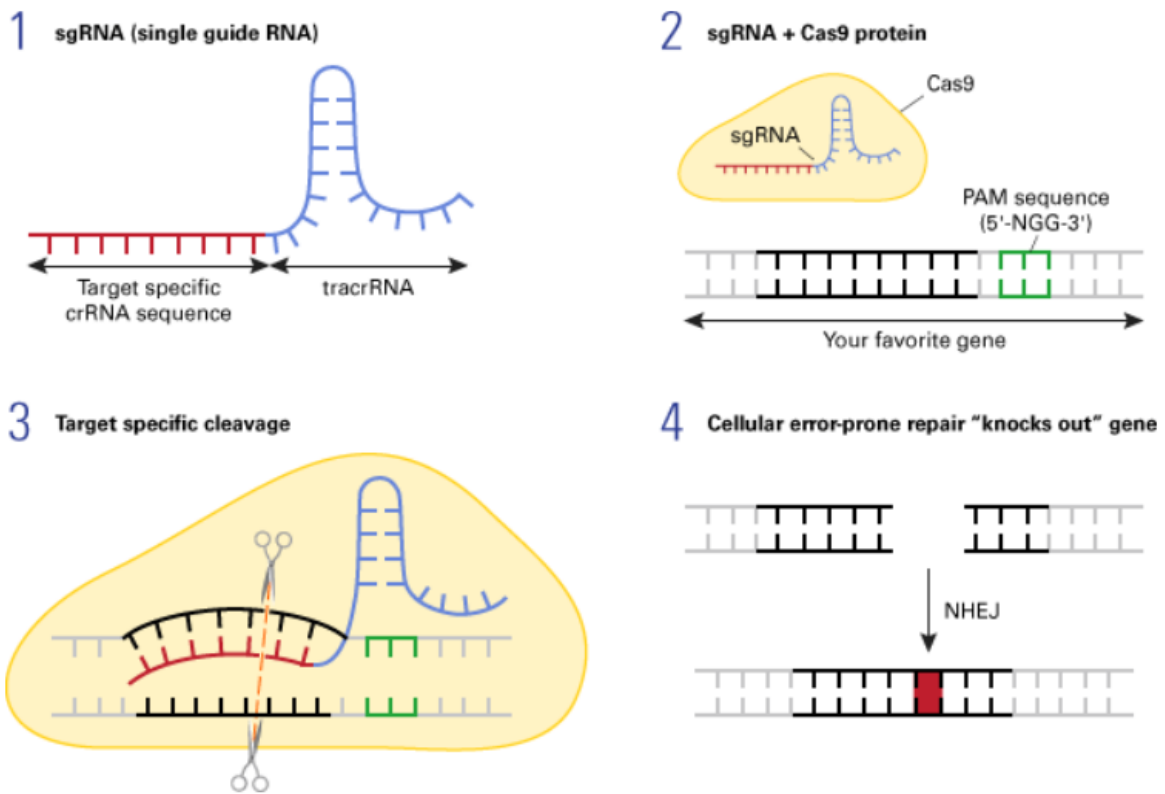 1 sgRNA (single guide RNA)
Target specific
crRNA sequence
tracrRNA
2 sgRNA + Cas9 protein
Cas9
sgRNA
PAM sequence
(5'-NGG-3')
Your favorite gene
3 Target specific cleavage
4 Cellular error-prone repair “knocks out” gene
NHEJ